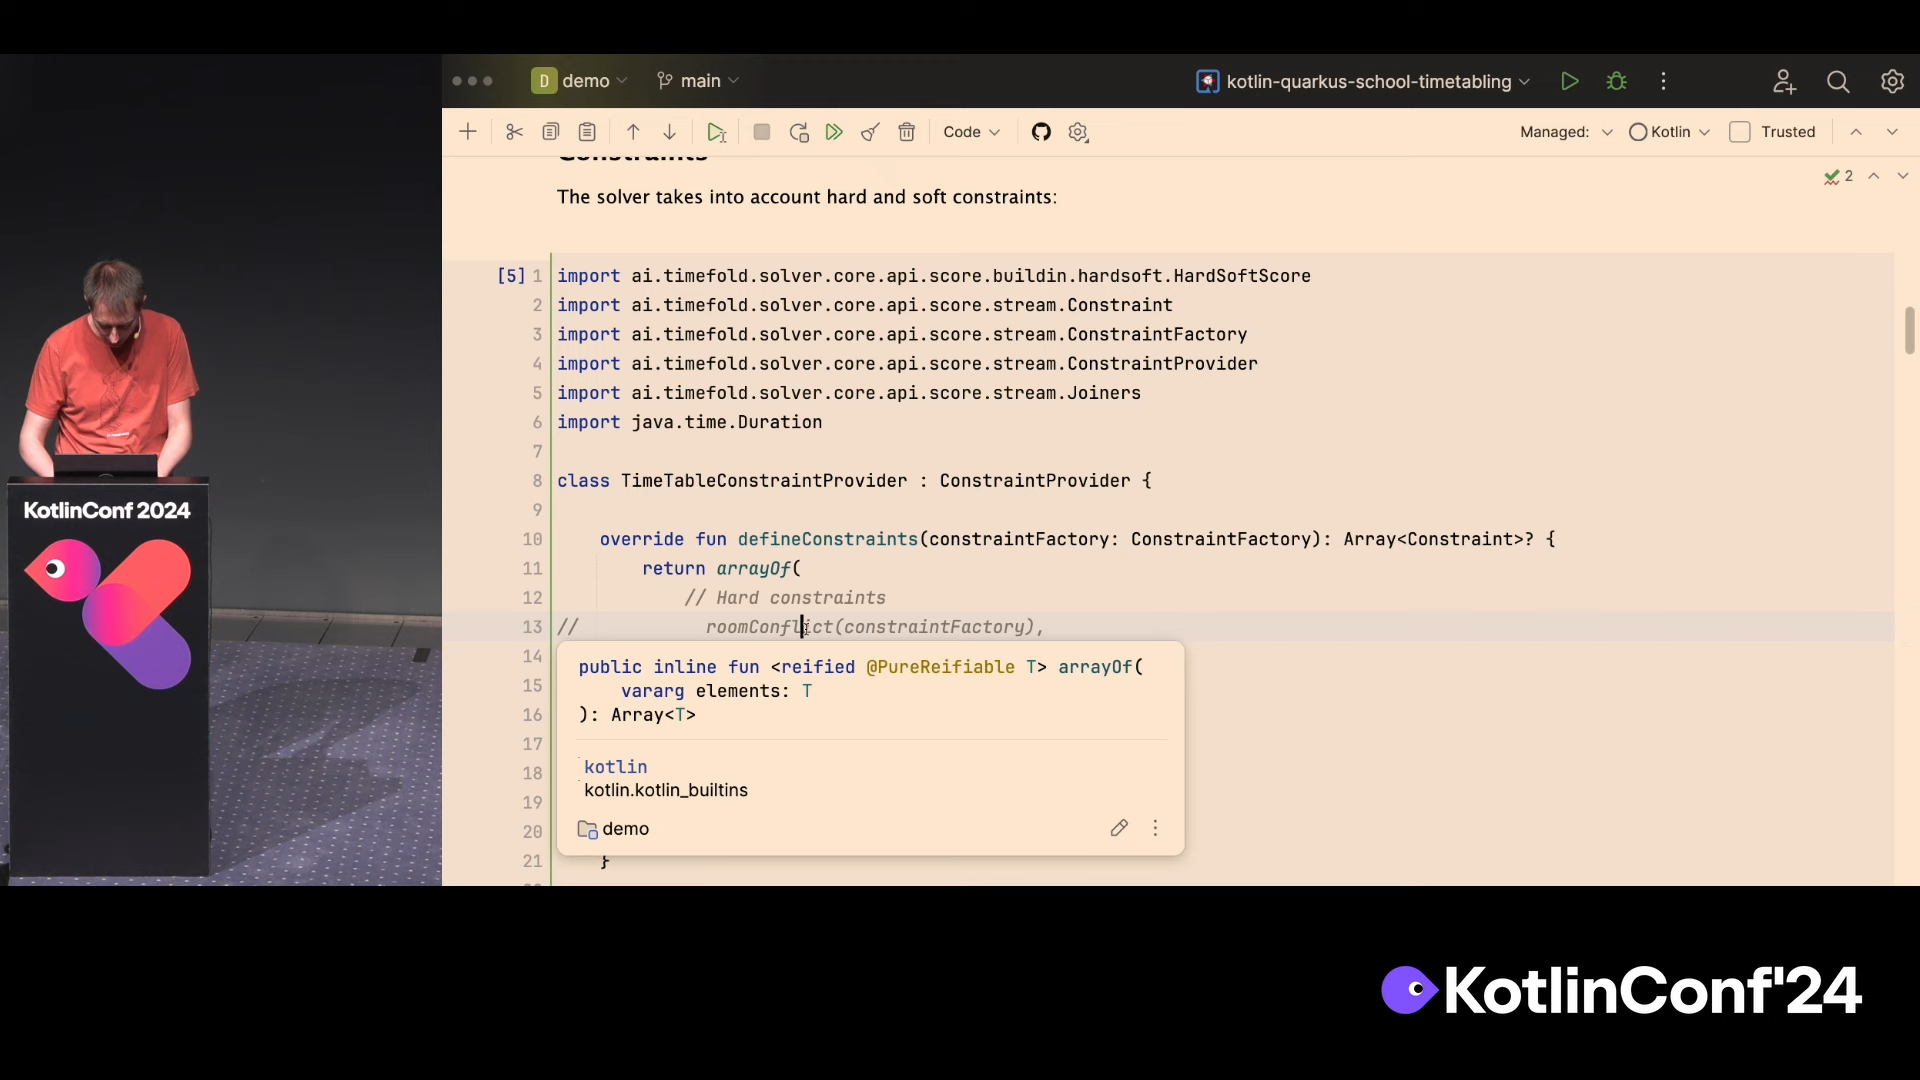 D demo
main
kotlin-quarkus-school-timetabling
Code
Managed:
Kotlin
Trusted
Constraints
The solver takes into account hard and soft constraints:
2
[5] 1 import ai.timefold.solver.core.api.score.buildin.hardsoft.HardSoftScore
2 import ai.timefold.solver.core.api.score.stream.Constraint
3 import ai.timefold.solver.core.api.score.stream.ConstraintFactory
4 import ai.timefold.solver.core.api.score.stream.ConstraintProvider
5 import ai.timefold.solver.core.api.score.stream.Joiners
6 import java.time.Duration
7
8 class TimeTableConstraintProvider : ConstraintProvider {
9
10 override fun defineConstraints(constraintFactory: ConstraintFactory): Array<Constraint>? {
11 return arrayOf(
12 // Hard constraints
13 // roomConflict(constraintFactory),
14
15
16
17
18
19
20
21 }
public inline fun <reified @PureReifiable T> arrayOf(
vararg elements: T
): Array<T>
kotlin
kotlin.kotlin_builtins
demo
KotlinConf 2024
KotlinConf'24